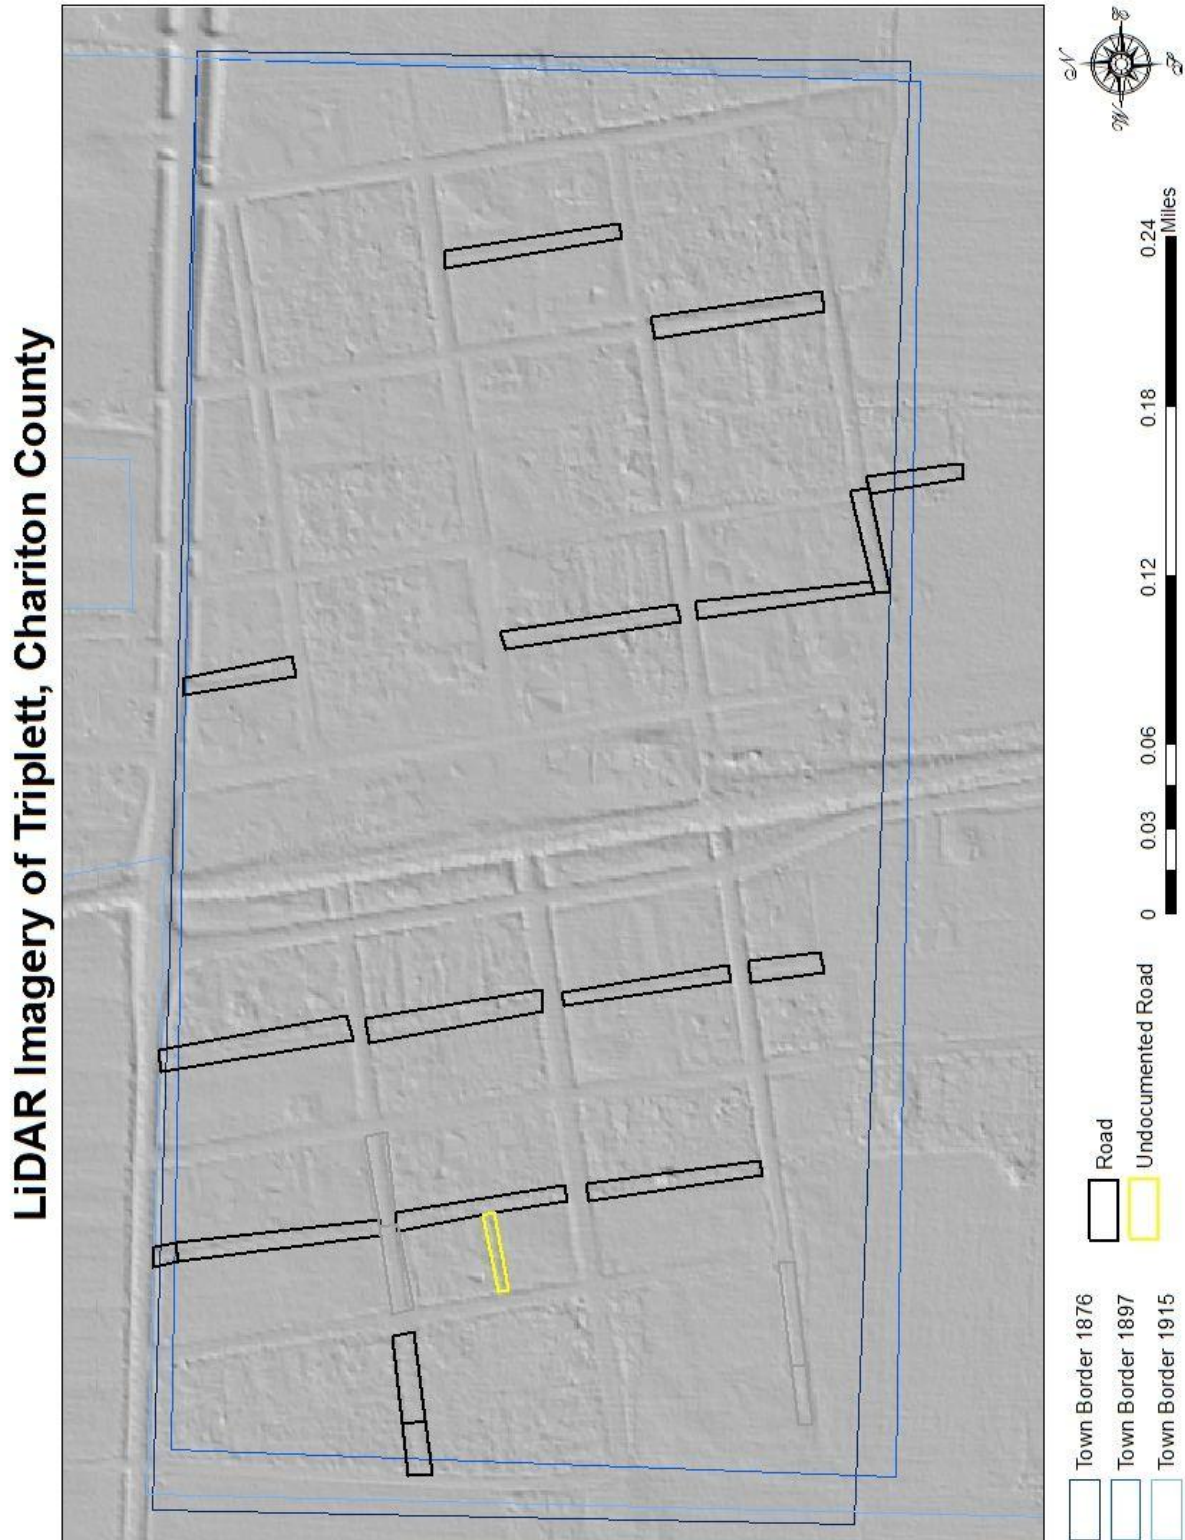 LiDAR Imagery of Triplett, Chariton County
Town Border 1876
Town Border 1897
Town Border 1915
Road
Undocumented Road
0 0.03 0.06 0.12 0.18 0.24
Miles
N
E
S
W